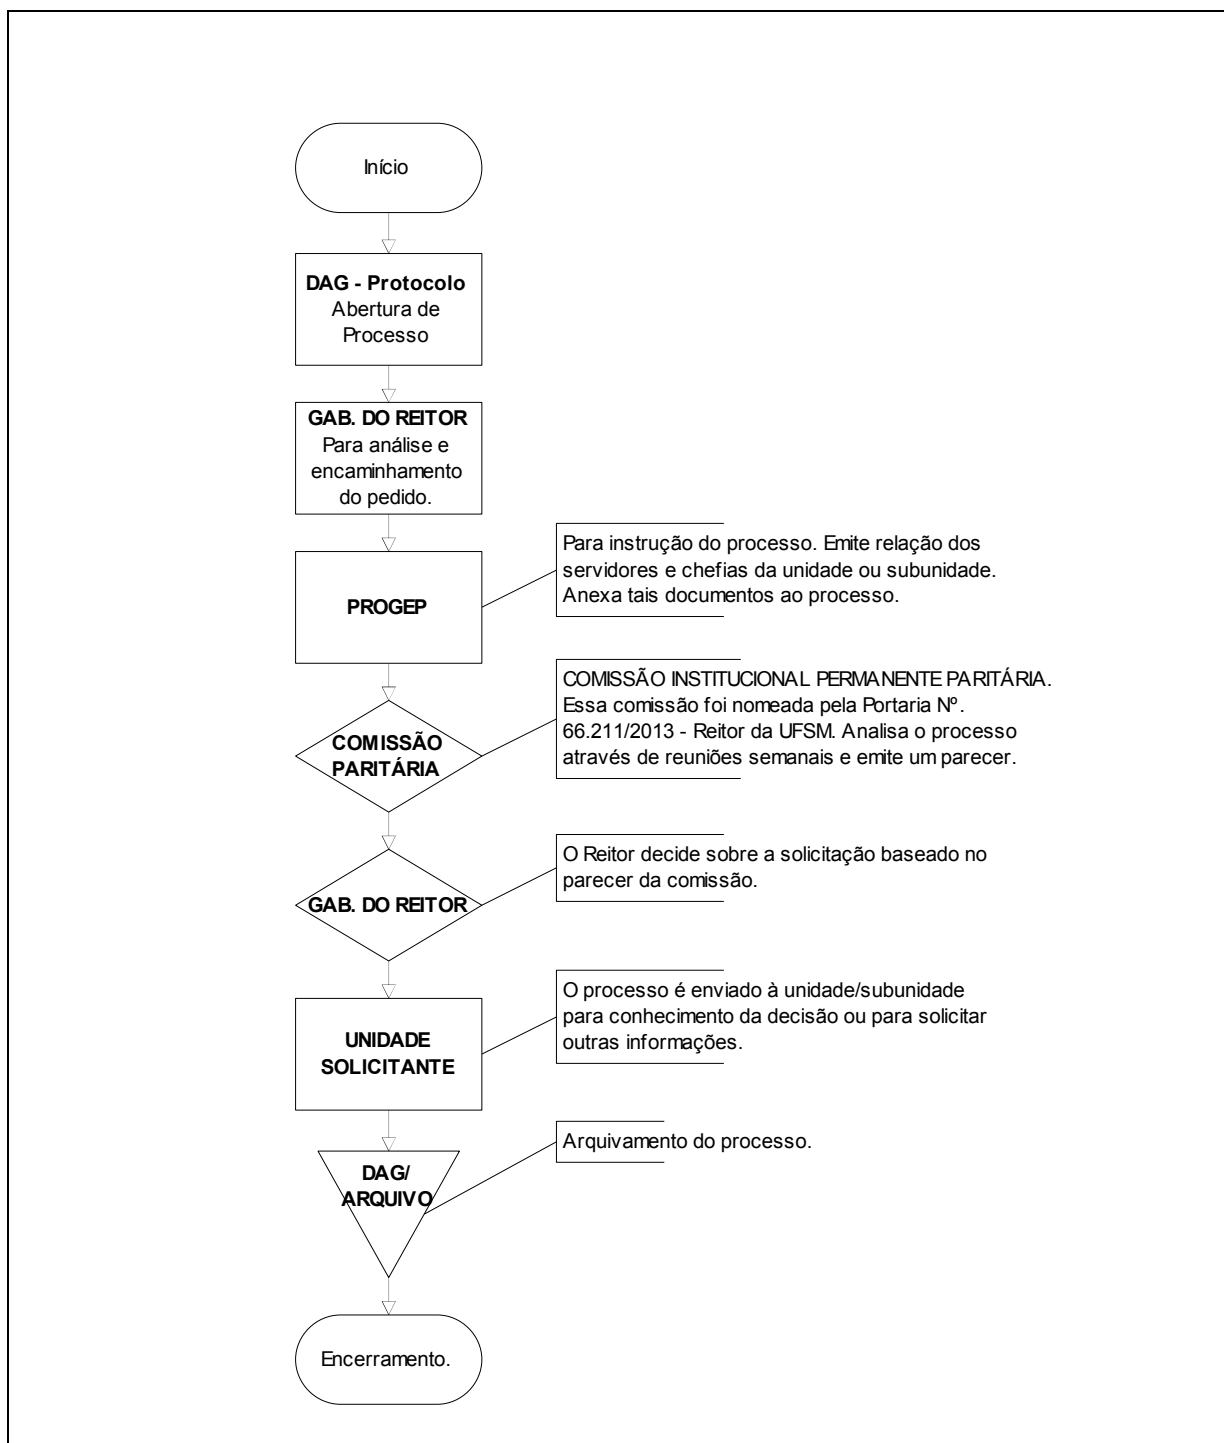 Início
DAG - Protocolo
Abertura de
Processo
GAB. DO REITOR
Para análise e
encaminhamento
do pedido.
PROGEP
Para instrução do processo. Emite relação dos
servidores e chefias da unidade ou subunidade.
Anexa tais documentos ao processo.
COMISSÃO
PARITÁRIA
COMISSÃO INSTITUCIONAL PERMANENTE PARITÁRIA.
Essa comissão foi nomeada pela Portaria Nº.
66.211/2013 - Reitor da UFSM. Analisa o processo
através de reuniões semanais e emite um parecer.
GAB. DO REITOR
O Reitor decide sobre a solicitação baseado no
parecer da comissão.
UNIDADE
SOLICITANTE
O processo é enviado à unidade/subunidade
para conhecimento da decisão ou para solicitar
outras informações.
DAG/
ARQUIVO
Arquivamento do processo.
Encerramento.